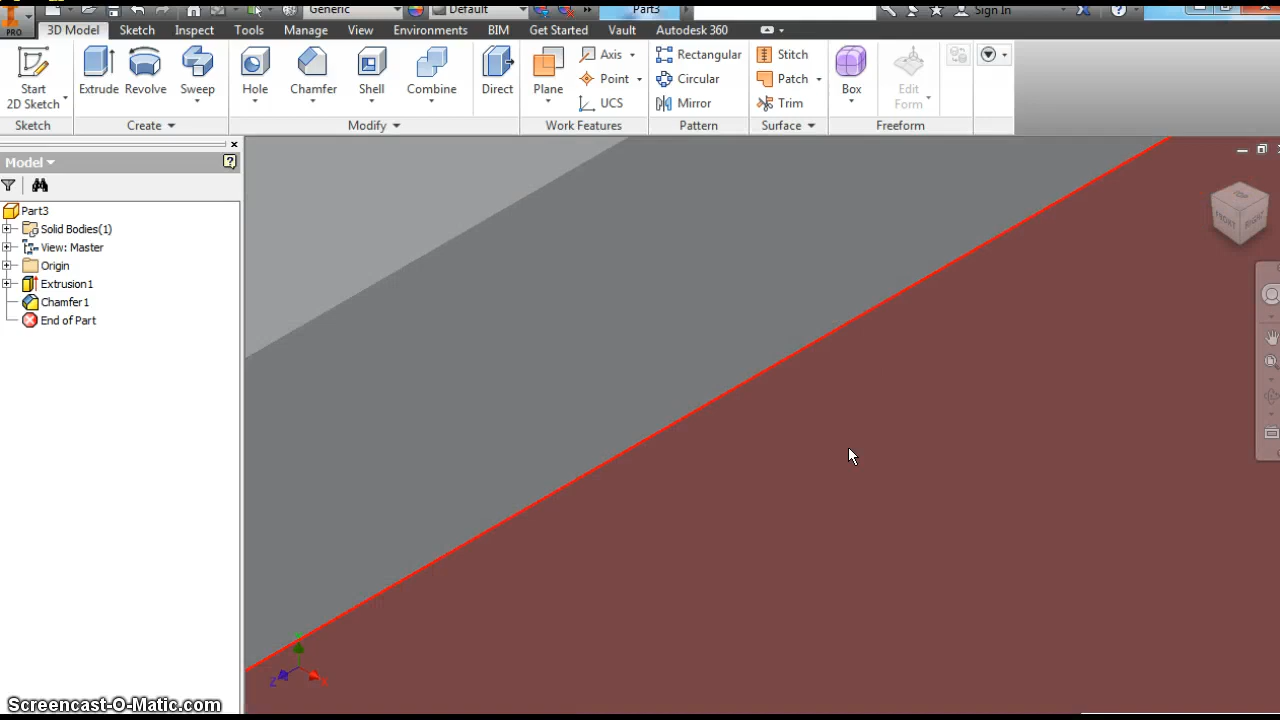 Generic Default Part3 Sign In
PRO 3D Model Sketch Inspect Tools Manage View Environments BIM Get Started Vault Autodesk 360
Start 2D Sketch Extrude Revolve Sweep Hole Chamfer Shell Combine Direct Plane Axis Point UCS Rectangular Circular Mirror Stitch Patch Trim Box Edit Form
Sketch Create Modify Work Features Pattern Surface Freeform
Model
Part3
Solid Bodies(1)
View: Master
Origin
Extrusion1
Chamfer1
End of Part
TOP
FRONT RIGHT
Z X
Screencast-O-Matic.com